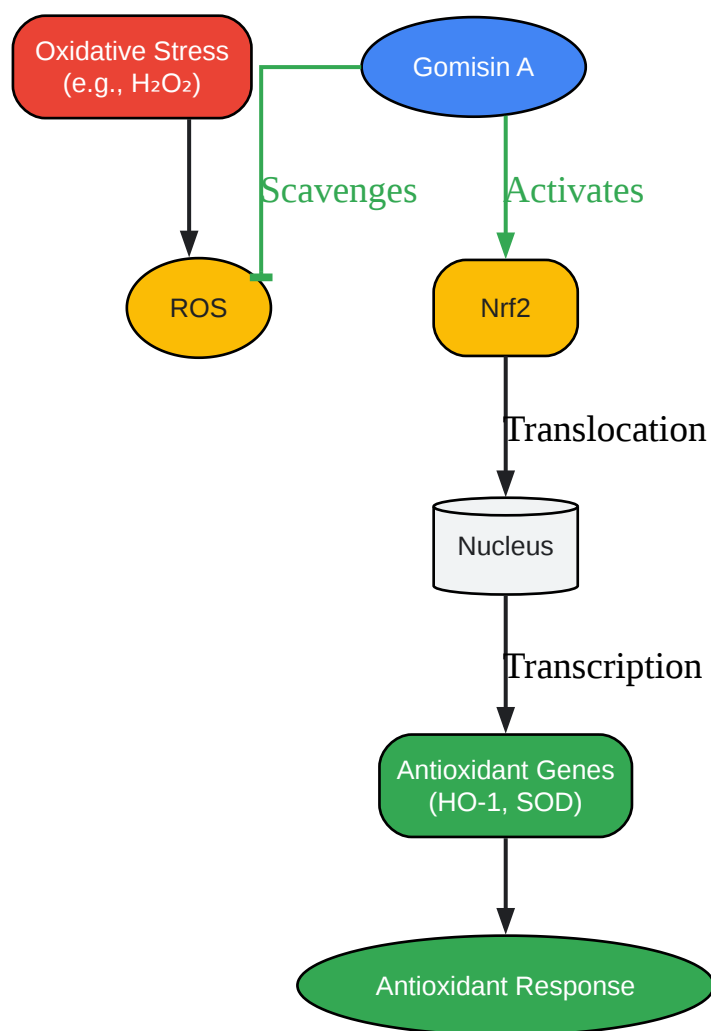 Oxidative Stress
(e.g., H₂O₂)
Gomisin A
Scavenges
Activates
ROS
Nrf2
Translocation
Nucleus
Transcription
Antioxidant Genes
(HO-1, SOD)
Antioxidant Response